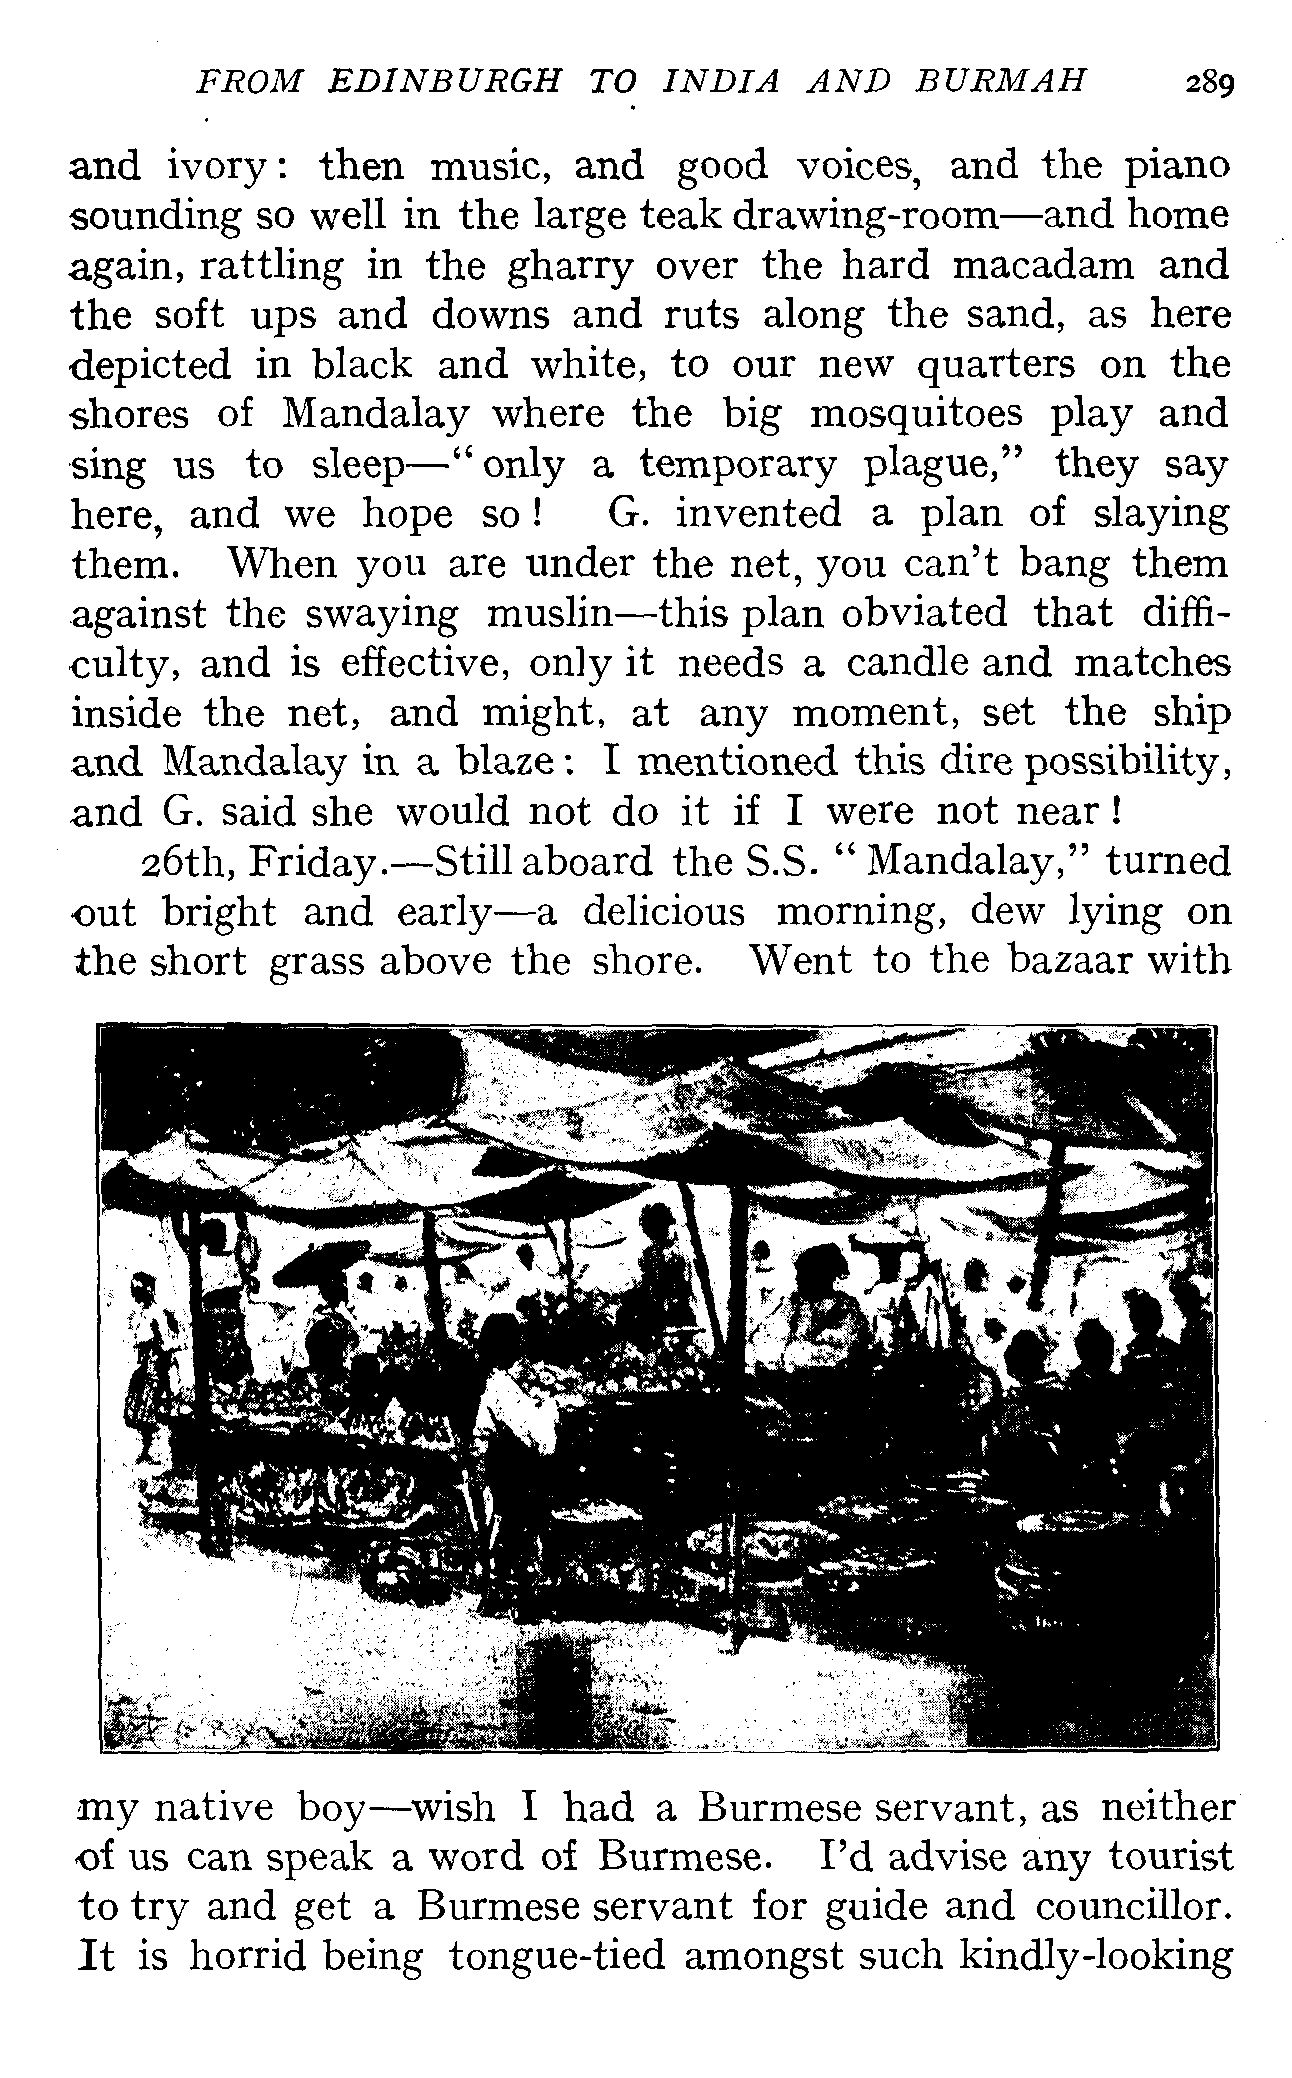 FROM EDINBURGH TO INDIA AND BURMAH 289
and ivory: then music, and good voices, and the piano
sounding so well in the large teak drawing-room—and home
again, rattling in the gharry over the hard macadam and
the soft ups and downs and ruts along the sand, as here
depicted in black and white, to our new quarters on the
shores of Mandalay where the big mosquitoes play and
sing us to sleep—“only a temporary plague,” they say
here, and we hope so! G. invented a plan of slaying
them. When you are under the net, you can’t bang them
against the swaying muslin—this plan obviated that diffi-
culty, and is effective, only it needs a candle and matches
inside the net, and might, at any moment, set the ship
and Mandalay in a blaze: I mentioned this dire possibility,
and G. said she would not do it if I were not near!
26th, Friday.—Still aboard the S.S. “Mandalay,” turned
out bright and early—a delicious morning, dew lying on
the short grass above the shore. Went to the bazaar with
my native boy—wish I had a Burmese servant, as neither
of us can speak a word of Burmese. I’d advise any tourist
to try and get a Burmese servant for guide and councillor.
It is horrid being tongue-tied amongst such kindly-looking